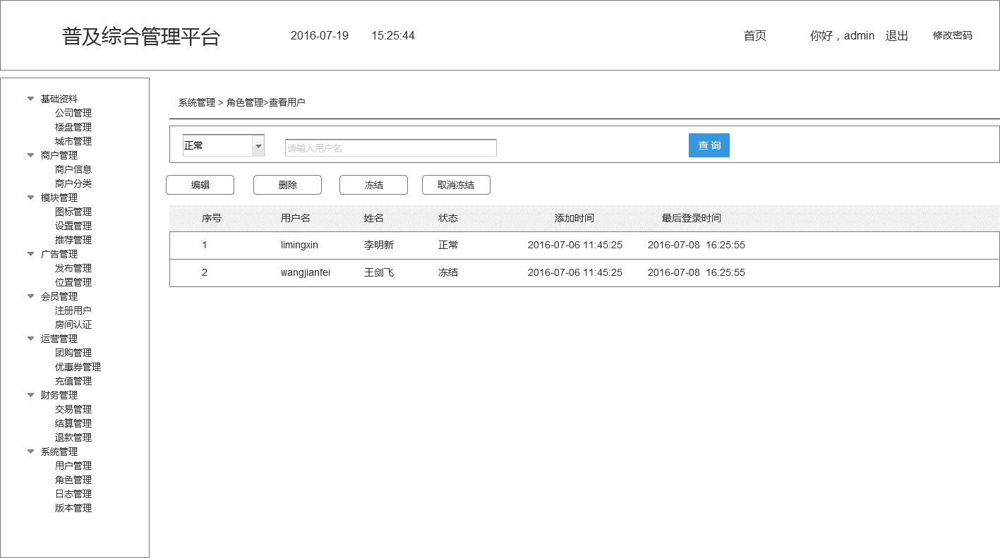 普及综合管理平台 2016-07-19 15:25:44 首页 你好，admin 退出 修改密码
基础资料
公司管理
楼盘管理
城市管理
商户管理
商户信息
商户分类
模块管理
图标管理
设置管理
推荐管理
广告管理
发布管理
位置管理
会员管理
注册用户
房间认证
运营管理
团购管理
优惠券管理
充值管理
财务管理
交易管理
结算管理
退款管理
系统管理
用户管理
角色管理
日志管理
版本管理
系统管理 > 角色管理>查看用户
正常 请输入用户名 查 询
编辑 删除 冻结 取消冻结
序号 用户名 姓名 状态 添加时间 最后登录时间
1 limingxin 李明新 正常 2016-07-06 11:45:25 2016-07-08 16:25:55
2 wangjianfei 王剑飞 冻结 2016-07-06 11:45:25 2016-07-08 16:25:55